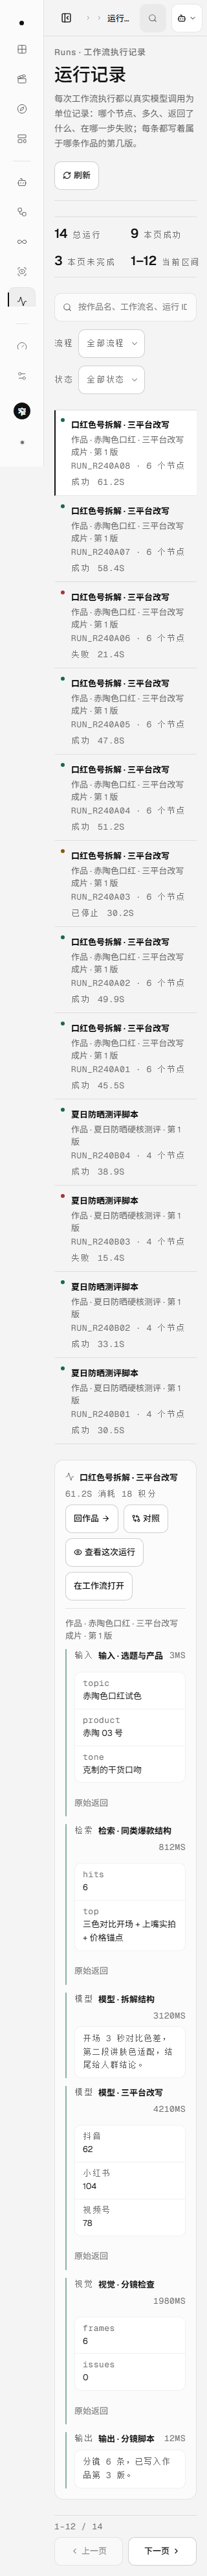 运行…
Runs · 工作流执行记录
运行记录
每次工作流执行都以真实模型调用为
单位记录：哪个节点、多久、返回了
什么、在哪一步失败；每条都写着属
于哪条作品的第几版。
刷新
14 总运行
9 本页成功
3 本页未完成
1–12 当前区间
按作品名、工作流名、运行 ID
流程 全部流程
状态 全部状态
口红色号拆解 · 三平台改写
作品 · 赤陶色口红 · 三平台改写
成片 · 第 1 版
RUN_R240A08 · 6 个节点
成功 61.2S
口红色号拆解 · 三平台改写
作品 · 赤陶色口红 · 三平台改写
成片 · 第 1 版
RUN_R240A07 · 6 个节点
成功 58.4S
口红色号拆解 · 三平台改写
作品 · 赤陶色口红 · 三平台改写
成片 · 第 1 版
RUN_R240A06 · 6 个节点
失败 21.4S
口红色号拆解 · 三平台改写
作品 · 赤陶色口红 · 三平台改写
成片 · 第 1 版
RUN_R240A05 · 6 个节点
成功 47.8S
口红色号拆解 · 三平台改写
作品 · 赤陶色口红 · 三平台改写
成片 · 第 1 版
RUN_R240A04 · 6 个节点
成功 51.2S
口红色号拆解 · 三平台改写
作品 · 赤陶色口红 · 三平台改写
成片 · 第 1 版
RUN_R240A03 · 6 个节点
已停止 30.2S
口红色号拆解 · 三平台改写
作品 · 赤陶色口红 · 三平台改写
成片 · 第 1 版
RUN_R240A02 · 6 个节点
成功 49.9S
口红色号拆解 · 三平台改写
作品 · 赤陶色口红 · 三平台改写
成片 · 第 1 版
RUN_R240A01 · 6 个节点
成功 45.5S
夏日防晒测评脚本
作品 · 夏日防晒硬核测评 · 第 1
版
RUN_R240B04 · 4 个节点
成功 38.9S
夏日防晒测评脚本
作品 · 夏日防晒硬核测评 · 第 1
版
RUN_R240B03 · 4 个节点
失败 15.4S
夏日防晒测评脚本
作品 · 夏日防晒硬核测评 · 第 1
版
RUN_R240B02 · 4 个节点
成功 33.1S
夏日防晒测评脚本
作品 · 夏日防晒硬核测评 · 第 1
版
RUN_R240B01 · 4 个节点
成功 30.5S
口红色号拆解 · 三平台改写
61.2S 消耗 18 积分
回作品 →
对照
查看这次运行
在工作流打开
作品 · 赤陶色口红 · 三平台改写
成片 · 第 1 版
输入 输入 · 选题与产品 3MS
topic
赤陶色口红试色
product
赤陶 03 号
tone
克制的干货口吻
原始返回
检索 检索 · 同类爆款结构
812MS
hits
6
top
三色对比开场 + 上嘴实拍
+ 价格锚点
原始返回
模型 模型 · 拆解结构
3120MS
开场 3 秒对比色差，
第二段讲肤色适配，结
尾给人群结论。
模型 模型 · 三平台改写
4210MS
抖音
62
小红书
104
视频号
78
原始返回
视觉 视觉 · 分镜检查
1980MS
frames
6
issues
0
原始返回
输出 输出 · 分镜脚本 12MS
分镜 6 条，已写入作
品第 3 版。
1–12 / 14
上一页
下一页